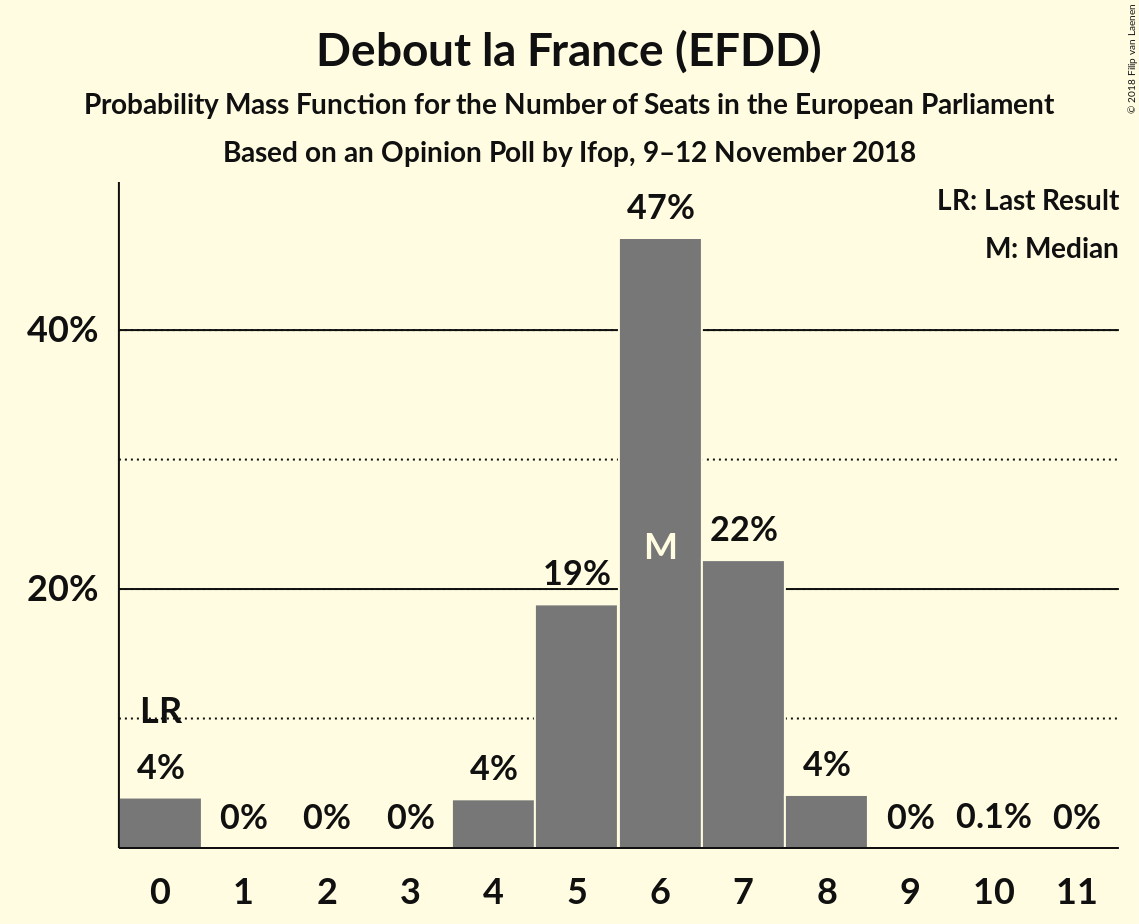 Debout la France (EFDD)
Probability Mass Function for the Number of Seats in the European Parliament
Based on an Opinion Poll by Ifop, 9–12 November 2018
© 2018 Filip van Laenen
LR: Last Result
M: Median
47%
40%
22%
M
19%
20%
LR
4%
0%
0%
0%
4%
4%
0%
0.1%
0%
0 1 2 3 4 5 6 7 8 9 10 11